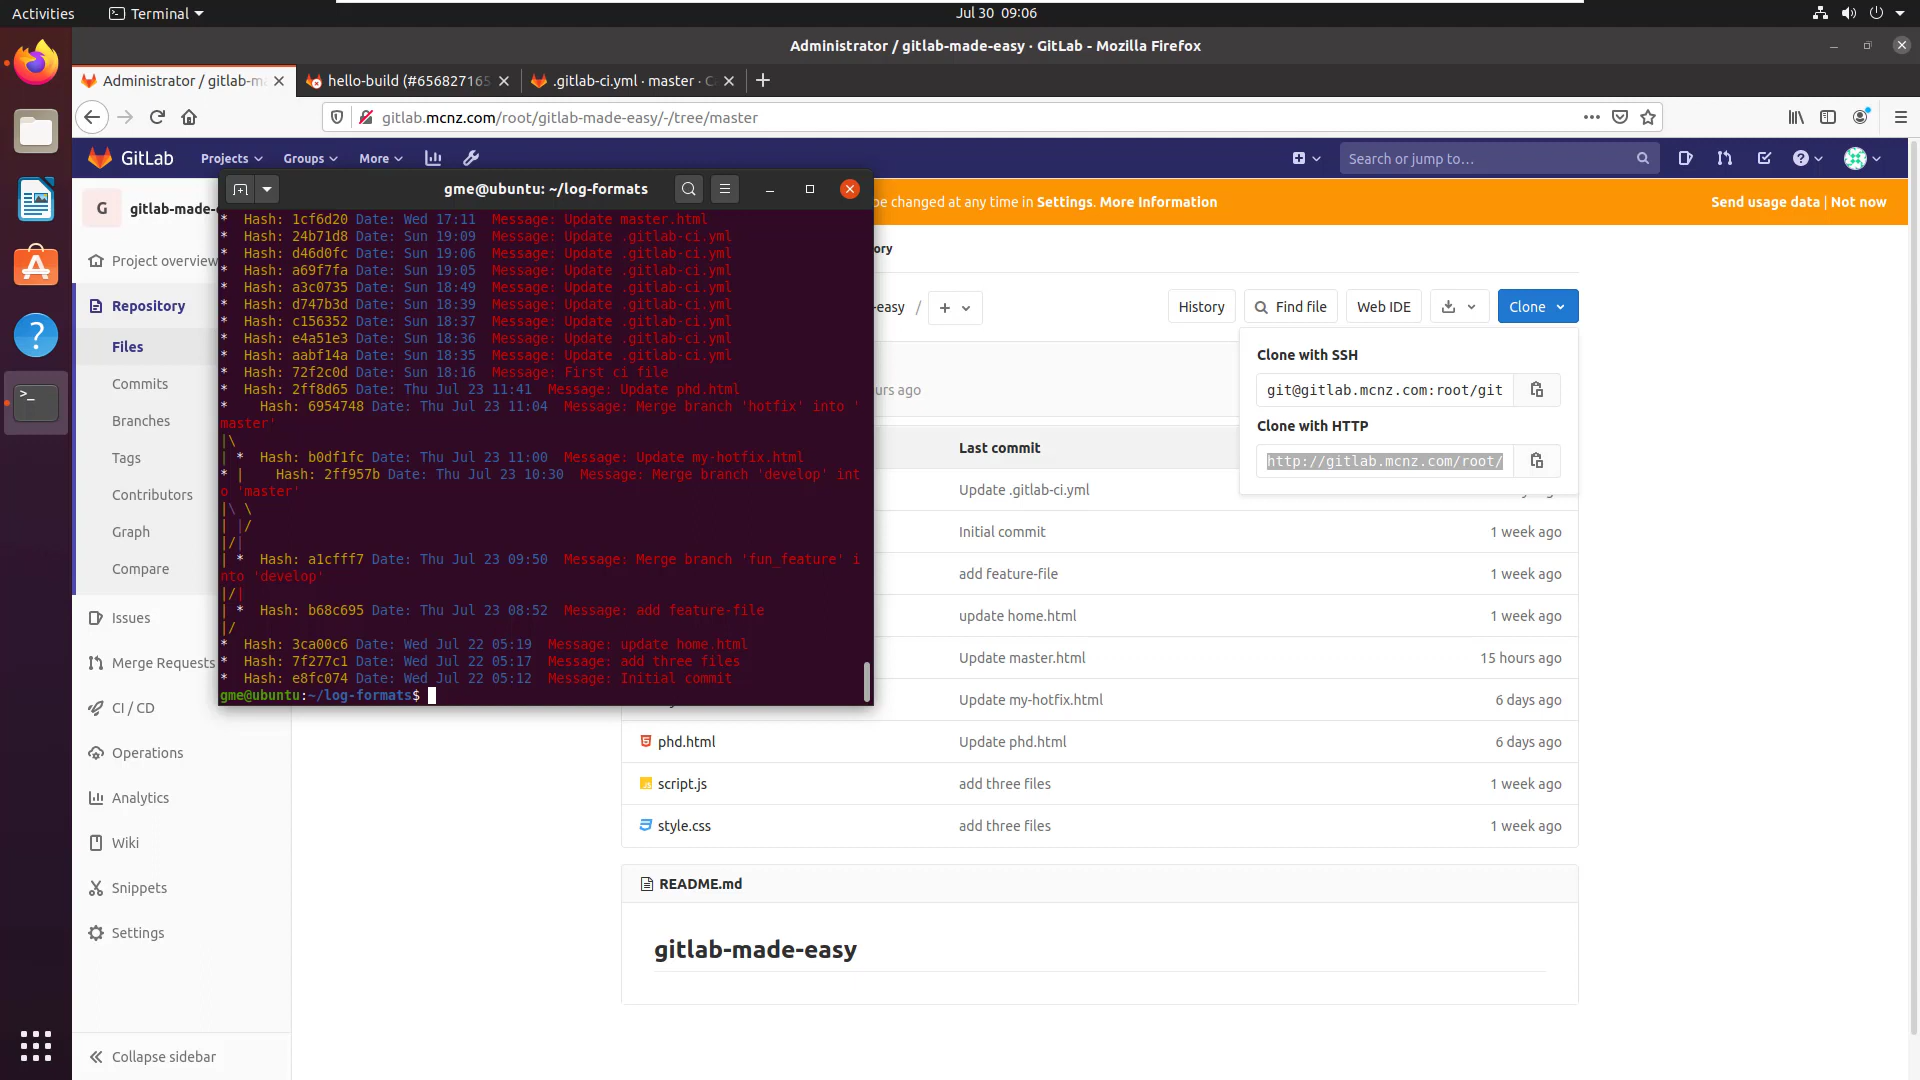 Activities
Terminal
Jul 30 09:06
Administrator / gitlab-made-easy · GitLab - Mozilla Firefox
Administrator / gitlab-ma
hello-build (#656827165
.gitlab-ci.yml · master · C
gitlab.mcnz.com/root/gitlab-made-easy/-/tree/master
GitLab
Projects
Groups
More
Search or jump to…
G
gitlab-made-
gme@ubuntu: ~/log-formats
be changed at any time in Settings. More Information
Send usage data | Not now
Project overview
Repository
Files
Commits
Branches
Tags
Contributors
Graph
Compare
Issues
Merge Requests
CI / CD
Operations
Analytics
Wiki
Snippets
Settings
Collapse sidebar
* Hash: 1cf6d20 Date: Wed 17:11 Message: Update master.html
* Hash: 24b71d8 Date: Sun 19:09 Message: Update .gitlab-ci.yml
* Hash: d46d0fc Date: Sun 19:06 Message: Update .gitlab-ci.yml
* Hash: a69f7fa Date: Sun 19:05 Message: Update .gitlab-ci.yml
* Hash: a3c0735 Date: Sun 18:49 Message: Update .gitlab-ci.yml
* Hash: d747b3d Date: Sun 18:39 Message: Update .gitlab-ci.yml
* Hash: c156352 Date: Sun 18:37 Message: Update .gitlab-ci.yml
* Hash: e4a51e3 Date: Sun 18:36 Message: Update .gitlab-ci.yml
* Hash: aabf14a Date: Sun 18:35 Message: Update .gitlab-ci.yml
* Hash: 72f2c0d Date: Sun 18:16 Message: First ci file
* Hash: 2ff8d65 Date: Thu Jul 23 11:41 Message: Update phd.html
* Hash: 6954748 Date: Thu Jul 23 11:04 Message: Merge branch 'hotfix' into '
master'
|\
| * Hash: b0df1fc Date: Thu Jul 23 11:00 Message: Update my-hotfix.html
* | Hash: 2ff957b Date: Thu Jul 23 10:30 Message: Merge branch 'develop' int
o 'master'
|\ \
| |/
|/|
| * Hash: a1cfff7 Date: Thu Jul 23 09:50 Message: Merge branch 'fun_feature' i
nto 'develop'
|/|
| * Hash: b68c695 Date: Thu Jul 23 08:52 Message: add feature-file
|/
* Hash: 3ca00c6 Date: Wed Jul 22 05:19 Message: update home.html
* Hash: 7f277c1 Date: Wed Jul 22 05:17 Message: add three files
* Hash: e8fc074 Date: Wed Jul 22 05:12 Message: Initial commit
gme@ubuntu:~/log-formats$
ory
-easy / +
History
Find file
Web IDE
Clone
Clone with SSH
git@gitlab.mcnz.com:root/git
Clone with HTTP
http://gitlab.mcnz.com/root/
urs ago
Last commit
Update .gitlab-ci.yml
Initial commit 1 week ago
add feature-file 1 week ago
update home.html 1 week ago
Update master.html 15 hours ago
Update my-hotfix.html 6 days ago
phd.html Update phd.html 6 days ago
script.js add three files 1 week ago
style.css add three files 1 week ago
README.md
gitlab-made-easy